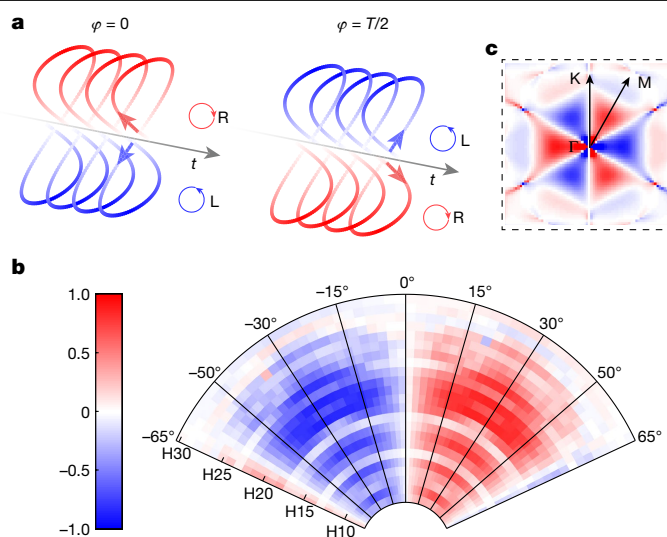 a
φ = 0
φ = T/2
R
L
t
L
R
t
c
K
M
Γ
b
1.0
0.5
0
−0.5
−1.0
−65°
−50°
−30°
−15°
0°
15°
30°
50°
65°
H30
H25
H20
H15
H10